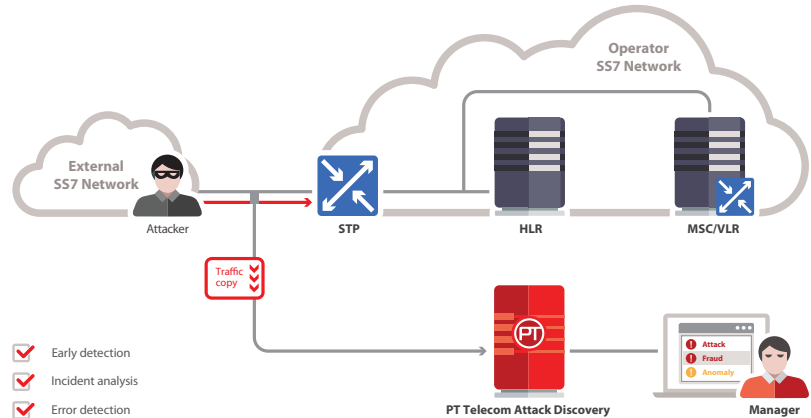 Operator
SS7 Network
External
SS7 Network
Attacker
STP
HLR
MSC/VLR
Traffic
copy
PT
Attack
Fraud
Anomaly
Early detection
Incident analysis
Error detection
PT Telecom Attack Discovery
Manager